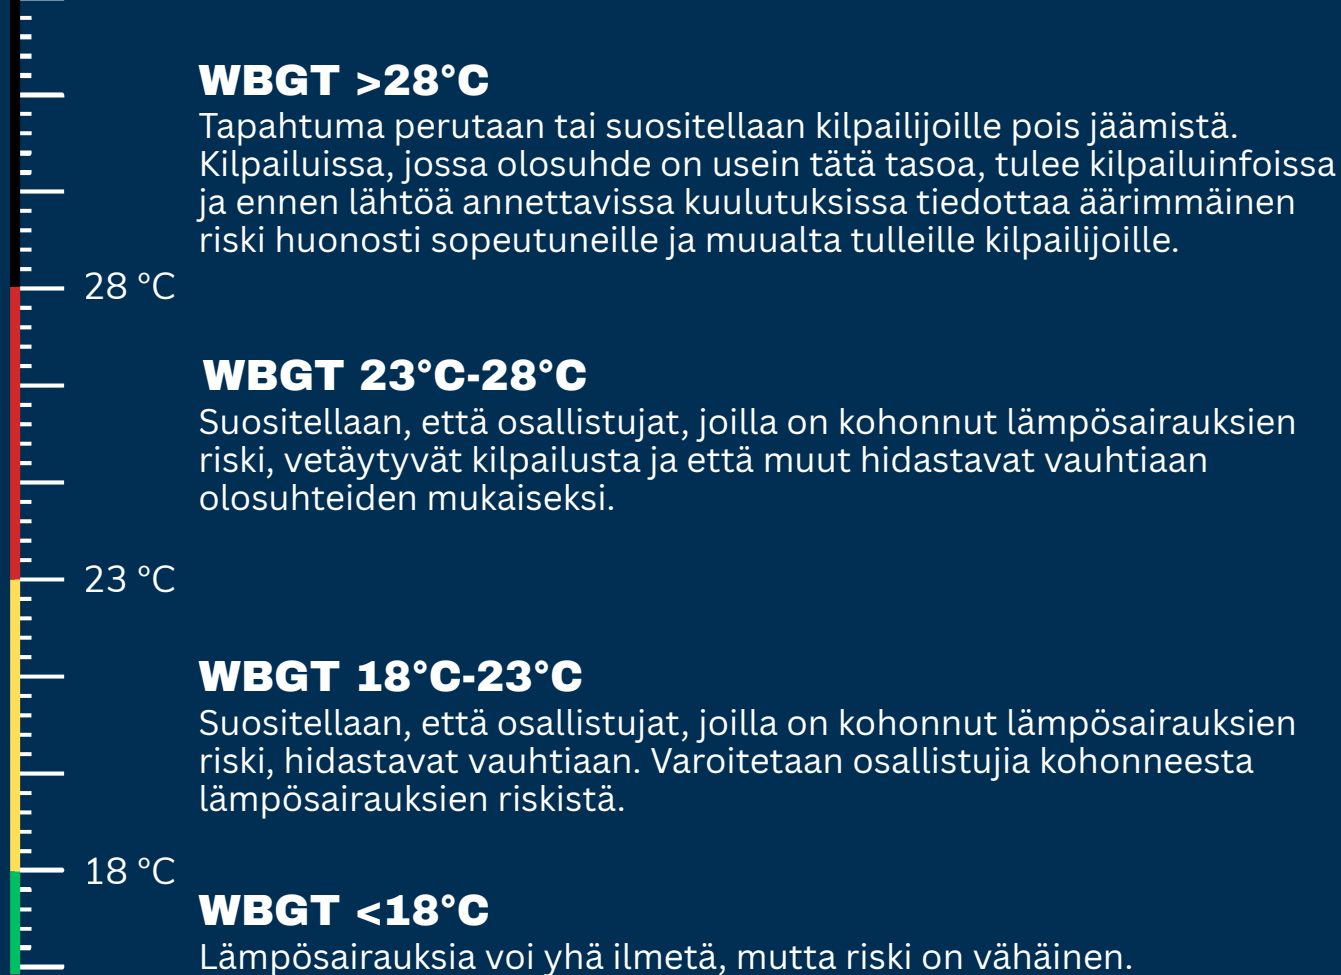 WBGT >28°C
Tapahtuma perutaan tai suositellaan kilpailijoille pois jäämistä.
Kilpailuissa, jossa olosuhde on usein tätä tasoa, tulee kilpailuinfoissa
ja ennen lähtöä annettavissa kuulutuksissa tiedottaa äärimmäinen
riski huonosti sopeutuneille ja muualta tulleille kilpailijoille.
28 °C
WBGT 23°C-28°C
Suositellaan, että osallistujat, joilla on kohonnut lämpösairauksien
riski, vetäytyvät kilpailusta ja että muut hidastavat vauhtiaan
olosuhteiden mukaiseksi.
23 °C
WBGT 18°C-23°C
Suositellaan, että osallistujat, joilla on kohonnut lämpösairauksien
riski, hidastavat vauhtiaan. Varoitetaan osallistujia kohonneesta
lämpösairauksien riskistä.
18 °C
WBGT <18°C
Lämpösairauksia voi yhä ilmetä, mutta riski on vähäinen.